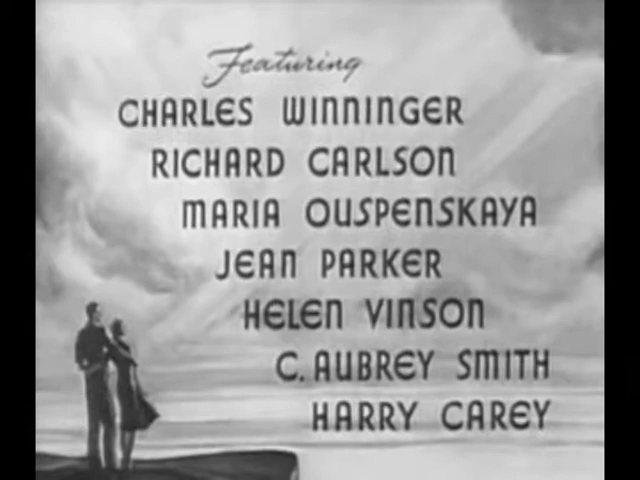 Featuring
CHARLES WINNINGER
RICHARD CARLSON
MARIA OUSPENSKAYA
JEAN PARKER
HELEN VINSON
C. AUBREY SMITH
HARRY CAREY